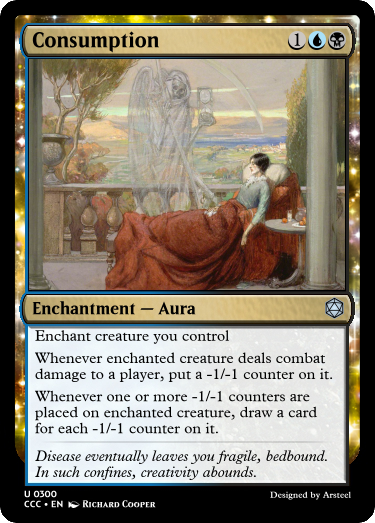 Consumption 1
Enchantment — Aura
Enchant creature you control
Whenever enchanted creature deals combat
damage to a player, put a -1/-1 counter on it.
Whenever one or more -1/-1 counters are
placed on enchanted creature, draw a card
for each -1/-1 counter on it.
Disease eventually leaves you fragile, bedbound.
In such confines, creativity abounds.
U 0300
CCC • EN Richard Cooper
Designed by Arsteel